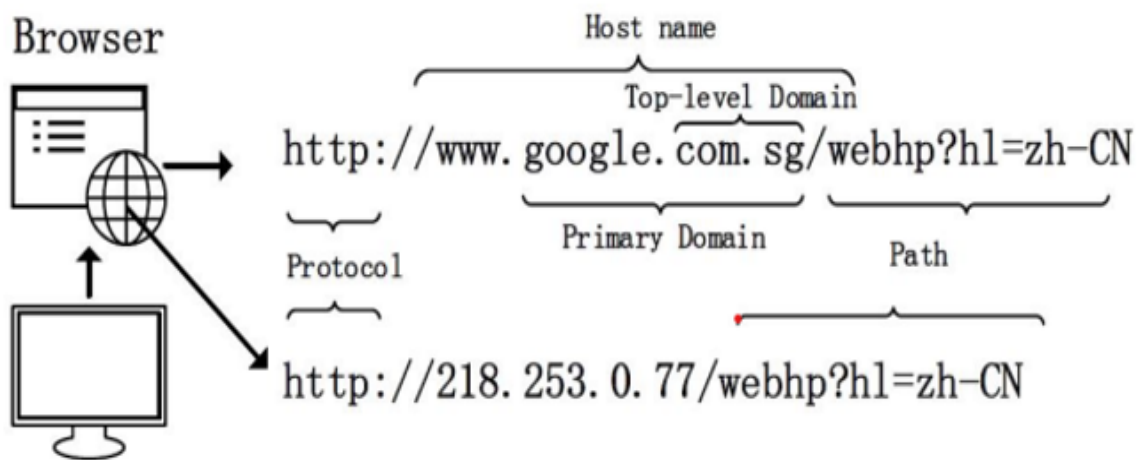 Browser
Host name
Top-level Domain
http://www.google.com.sg/webhp?hl=zh-CN
Primary Domain
Path
Protocol
http://218.253.0.77/webhp?hl=zh-CN